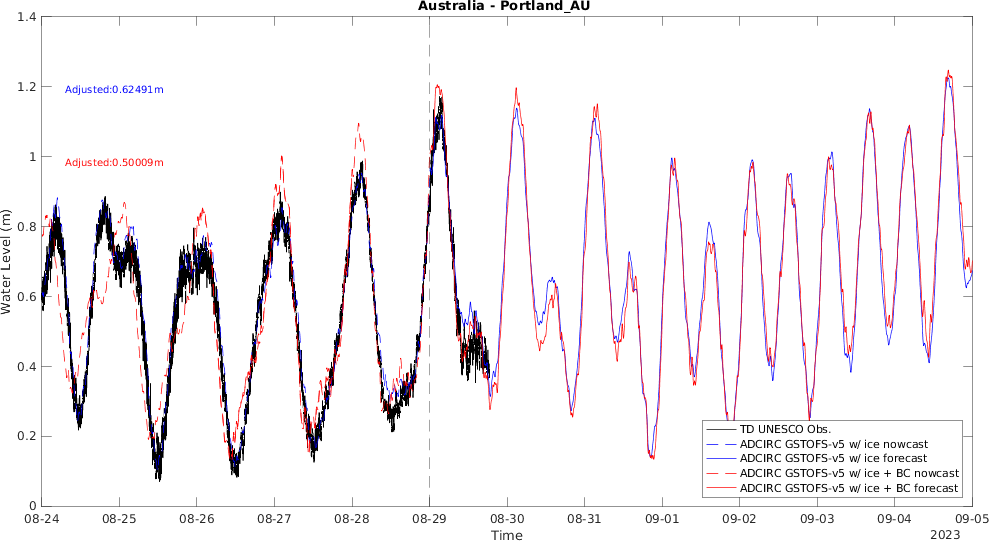 Australia - Portland_AU
1.4
1.2
1
0.8
0.6
0.4
0.2
0
Water Level (m)
Adjusted:0.62491m
Adjusted:0.50009m
TD UNESCO Obs.
ADCIRC GSTOFS-v5 w/ ice nowcast
ADCIRC GSTOFS-v5 w/ ice forecast
ADCIRC GSTOFS-v5 w/ ice + BC nowcast
ADCIRC GSTOFS-v5 w/ ice + BC forecast
08-24 08-25 08-26 08-27 08-28 08-29 08-30 08-31 09-01 09-02 09-03 09-04 09-05
Time
2023